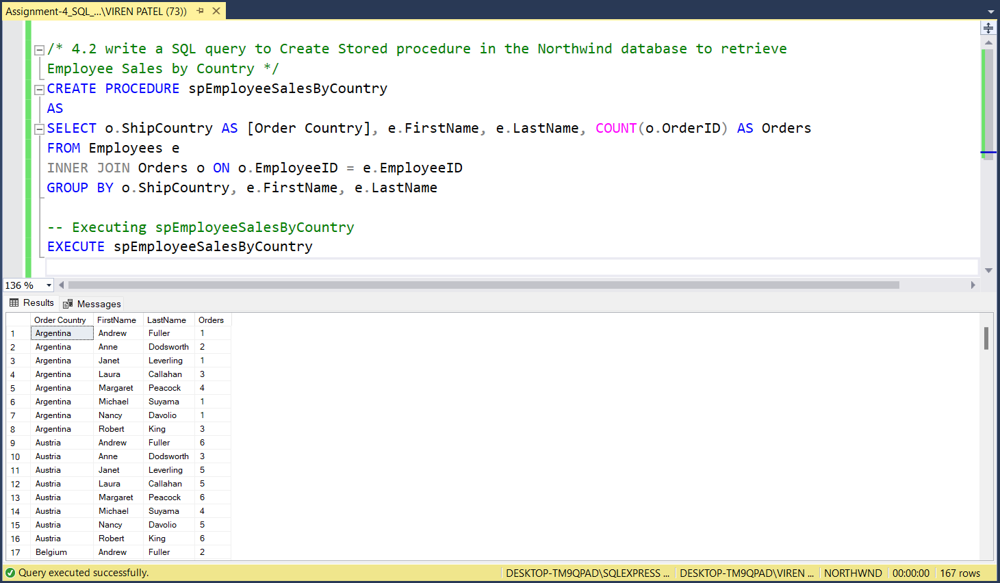 Assignment-4_SQL_...\VIREN PATEL (73))
/* 4.2 write a SQL query to Create Stored procedure in the Northwind database to retrieve
Employee Sales by Country */
CREATE PROCEDURE spEmployeeSalesByCountry
AS
SELECT o.ShipCountry AS [Order Country], e.FirstName, e.LastName, COUNT(o.OrderID) AS Orders
FROM Employees e
INNER JOIN Orders o ON o.EmployeeID = e.EmployeeID
GROUP BY o.ShipCountry, e.FirstName, e.LastName
-- Executing spEmployeeSalesByCountry
EXECUTE spEmployeeSalesByCountry
136 %
Results Messages
Order Country FirstName LastName Orders
1 Argentina Andrew Fuller 1
2 Argentina Anne Dodsworth 2
3 Argentina Janet Leverling 1
4 Argentina Laura Callahan 3
5 Argentina Margaret Peacock 4
6 Argentina Michael Suyama 1
7 Argentina Nancy Davolio 1
8 Argentina Robert King 3
9 Austria Andrew Fuller 6
10 Austria Anne Dodsworth 3
11 Austria Janet Leverling 5
12 Austria Laura Callahan 5
13 Austria Margaret Peacock 6
14 Austria Michael Suyama 4
15 Austria Nancy Davolio 5
16 Austria Robert King 6
17 Belgium Andrew Fuller 2
Query executed successfully. DESKTOP-TM9QPAD\SQLEXPRESS ... DESKTOP-TM9QPAD\VIREN ... NORTHWND 00:00:00 167 rows